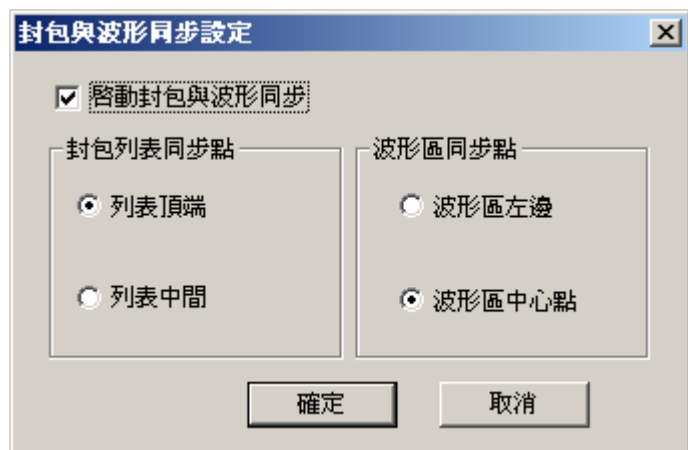 封包與波形同步設定
啓動封包與波形同步
封包列表同步點
波形區同步點
列表頂端
波形區左邊
列表中間
波形區中心點
確定
取消